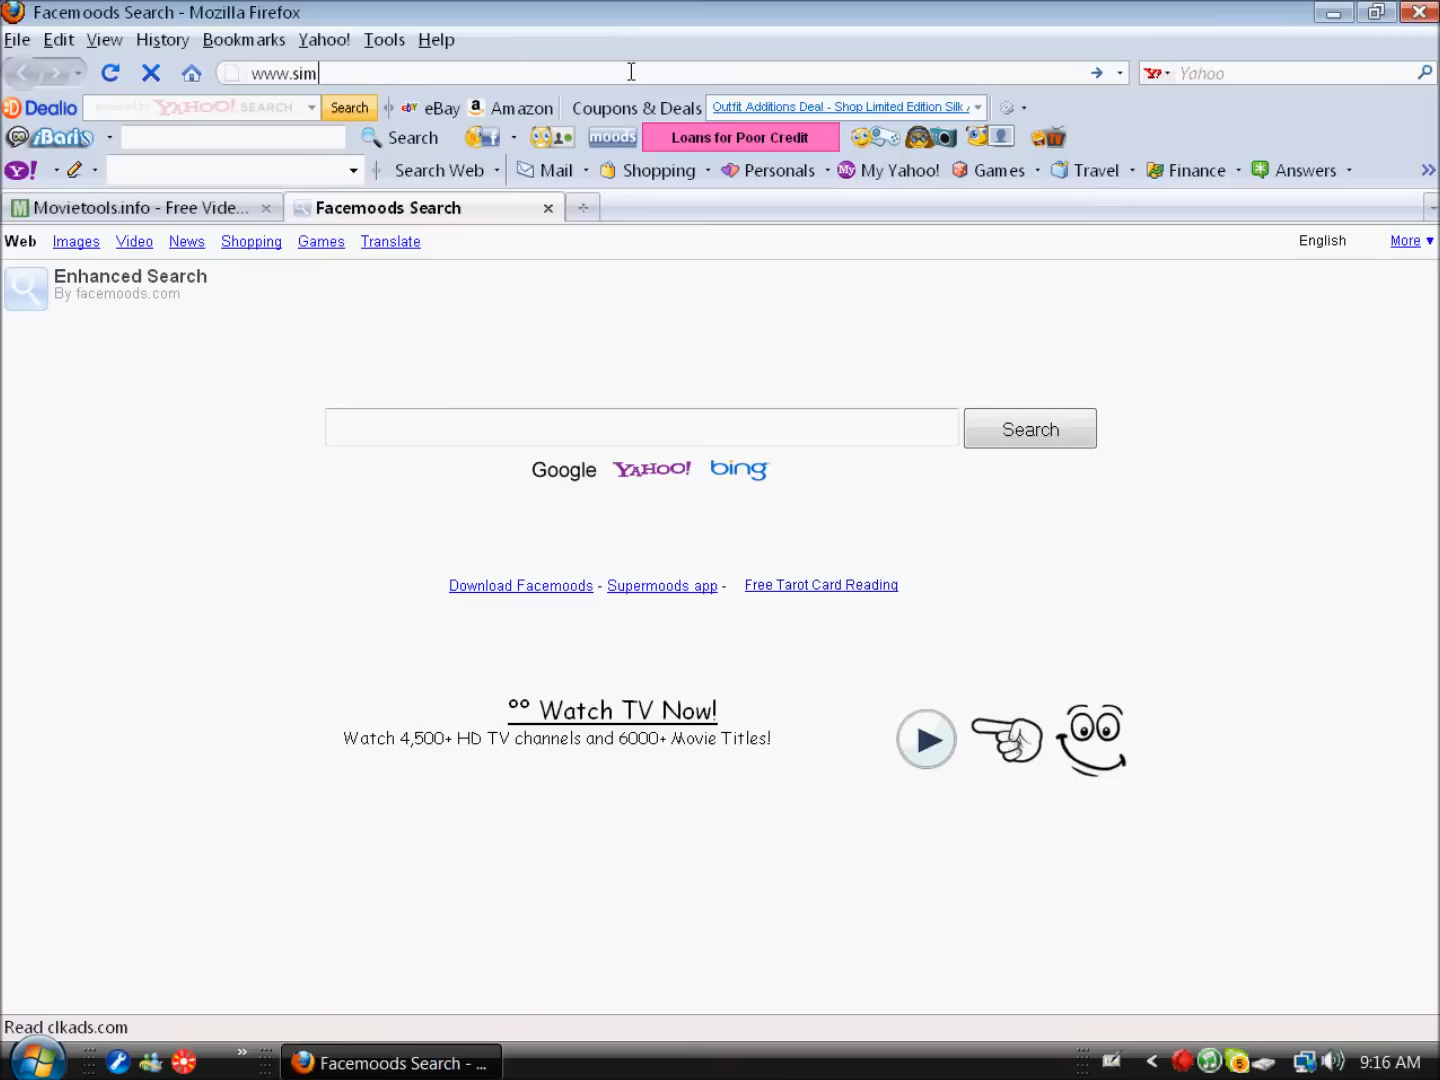 Facemoods Search - Mozilla Firefox
File Edit View History Bookmarks Yahoo! Tools Help
www.sim Yahoo
Dealio powered by YAHOO! SEARCH Search eBay Amazon Coupons & Deals Outfit Additions Deal - Shop Limited Edition Silk
iBaris Search moods Loans for Poor Credit
Y! Search Web Mail Shopping Personals My Yahoo! Games Travel Finance Answers »
Movietools.info - Free Vide... Facemoods Search
Web Images Video News Shopping Games Translate English More ▼
Enhanced Search
By facemoods.com
Search
Google YAHOO! bing
Download Facemoods - Supermoods app - Free Tarot Card Reading
°° Watch TV Now!
Watch 4,500+ HD TV channels and 6000+ Movie Titles!
Read clkads.com
» Facemoods Search - ... < 5 9:16 AM